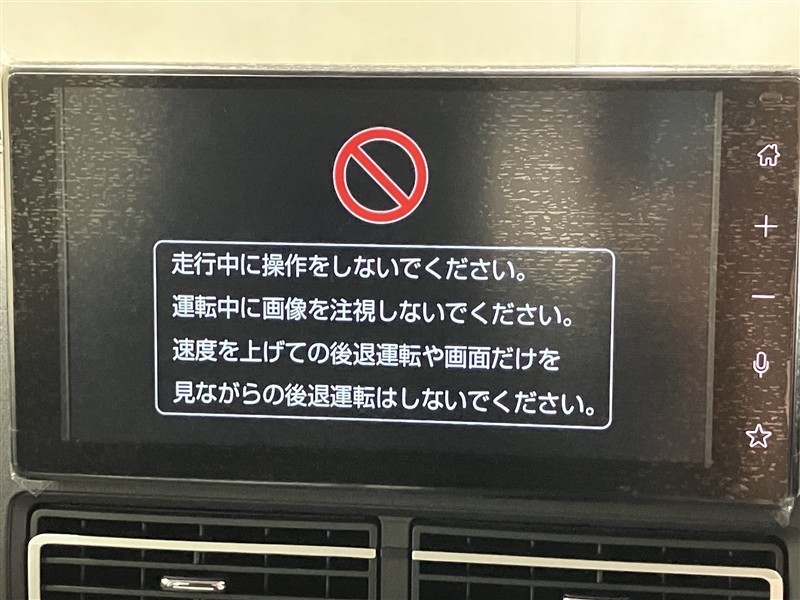 走行中に操作をしないでください。
運転中に画像を注視しないでください。
速度を上げての後退運転や画面だけを
見ながらの後退運転はしないでください。